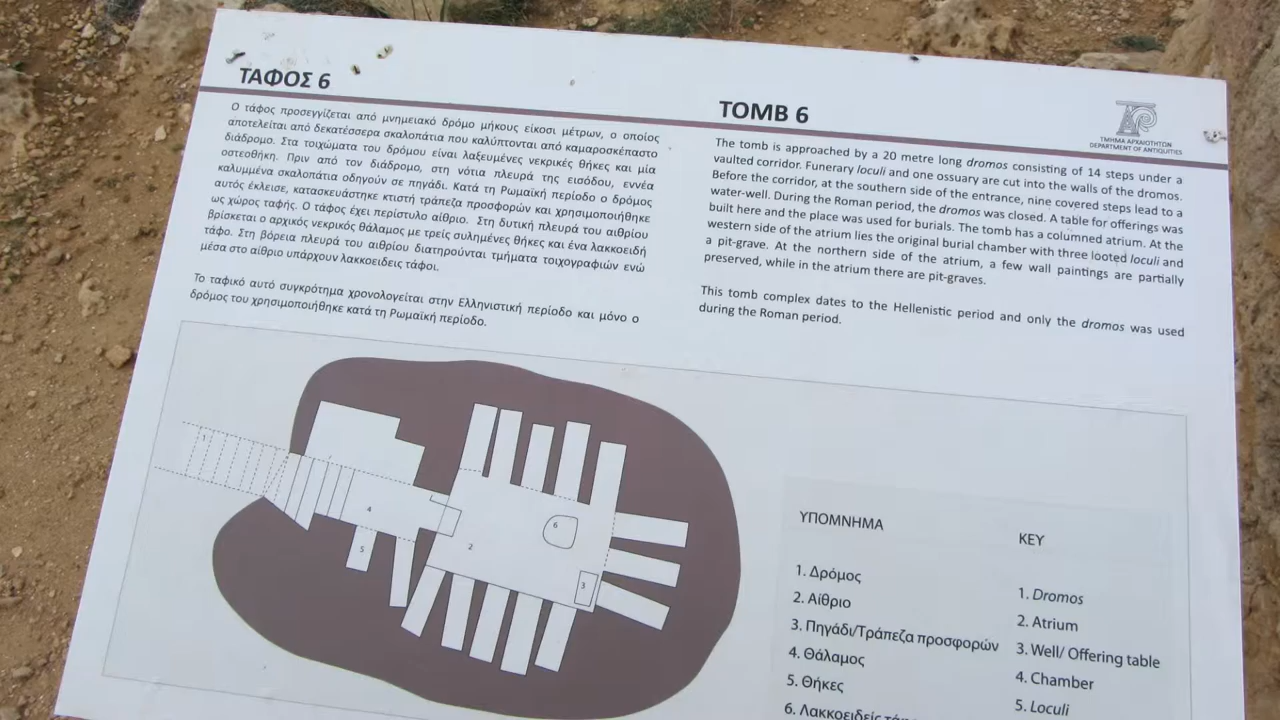 ΤΑΦΟΣ 6
Ο τάφος προσεγγίζεται από μνημειακό δρόμο μήκους είκοσι μέτρων, ο οποίος
αποτελείται από δεκατέσσερα σκαλοπάτια που καλύπτονται από καμαροσκέπαστο
διάδρομο. Στα τοιχώματα του δρόμου είναι λαξευμένες νεκρικές θήκες και μία
οστεοθήκη. Πριν από τον διάδρομο, στη νότια πλευρά της εισόδου, εννέα
καλυμμένα σκαλοπάτια οδηγούν σε πηγάδι. Κατά τη Ρωμαϊκή περίοδο ο δρόμος
αυτός έκλεισε, κατασκευάστηκε κτιστή τράπεζα προσφορών και χρησιμοποιήθηκε
ως χώρος ταφής. Ο τάφος έχει περίστυλο αίθριο. Στη δυτική πλευρά του αιθρίου
βρίσκεται ο αρχικός νεκρικός θάλαμος με τρείς συλημένες θήκες και ένα λακκοειδή
τάφο. Στη βόρεια πλευρά του αιθρίου διατηρούνται τμήματα τοιχογραφιών ενώ
μέσα στο αίθριο υπάρχουν λακκοειδεις τάφοι.
Το ταφικό αυτό συγκρότημα χρονολογείται στην Ελληνιστική περίοδο και μόνο ο
δρόμος του χρησιμοποιήθηκε κατά τη Ρωμαϊκή περίοδο.
TOMB 6
ΤΜΗΜΑ ΑΡΧΑΙΟΤΗΤΩΝ
DEPARTMENT OF ANTIQUITIES
The tomb is approached by a 20 metre long dromos consisting of 14 steps under a
vaulted corridor. Funerary loculi and one ossuary are cut into the walls of the dromos.
Before the corridor, at the southern side of the entrance, nine covered steps lead to a
water-well. During the Roman period, the dromos was closed. A table for offerings was
built here and the place was used for burials. The tomb has a columned atrium. At the
western side of the atrium lies the original burial chamber with three looted loculi and
a pit-grave. At the northern side of the atrium, a few wall paintings are partially
preserved, while in the atrium there are pit-graves.
This tomb complex dates to the Hellenistic period and only the dromos was used
during the Roman period.
1
4
5
2
6
3
ΥΠΟΜΝΗΜΑ
1. Δρόμος
2. Αίθριο
3. Πηγάδι/Τράπεζα προσφορών
4. Θάλαμος
5. Θήκες
6. Λακκοειδείς
KEY
1. Dromos
2. Atrium
3. Well/ Offering table
4. Chamber
5. Loculi